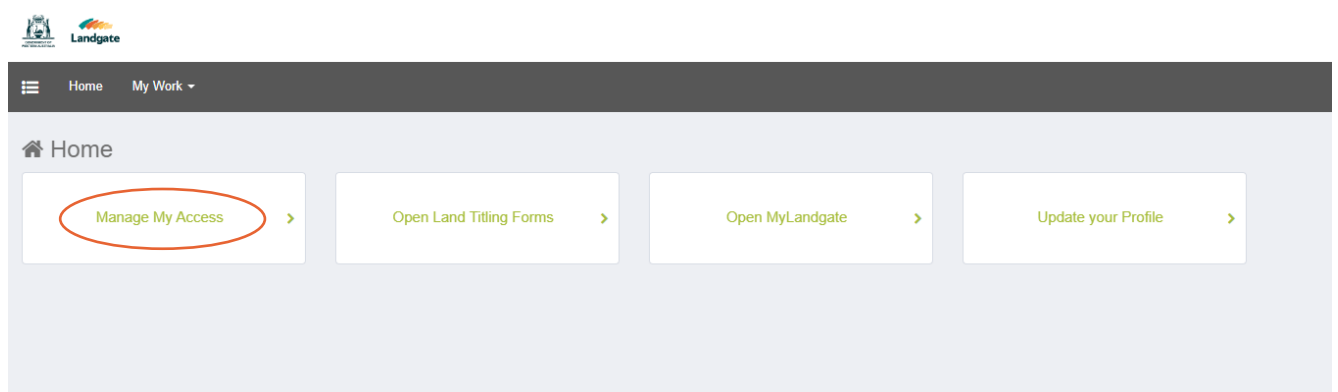 Landgate
Home My Work
Home
Manage My Access Open Land Titling Forms Open MyLandgate Update your Profile